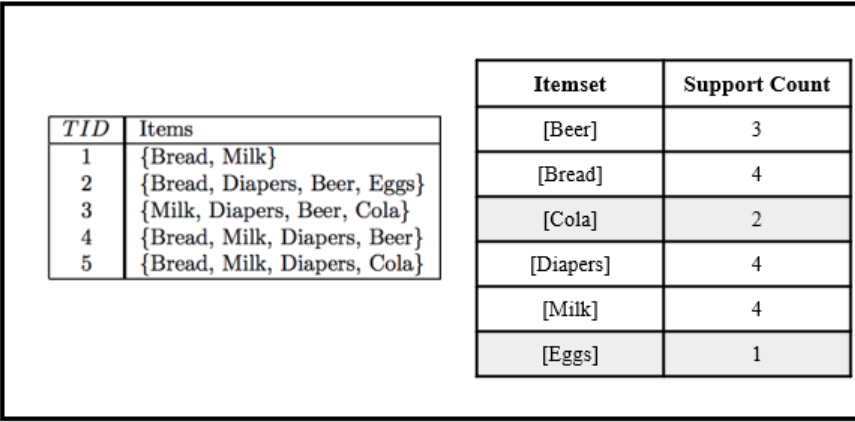 TID Items
1 {Bread, Milk}
2 {Bread, Diapers, Beer, Eggs}
3 {Milk, Diapers, Beer, Cola}
4 {Bread, Milk, Diapers, Beer}
5 {Bread, Milk, Diapers, Cola}
Itemset Support Count
[Beer] 3
[Bread] 4
[Cola] 2
[Diapers] 4
[Milk] 4
[Eggs] 1